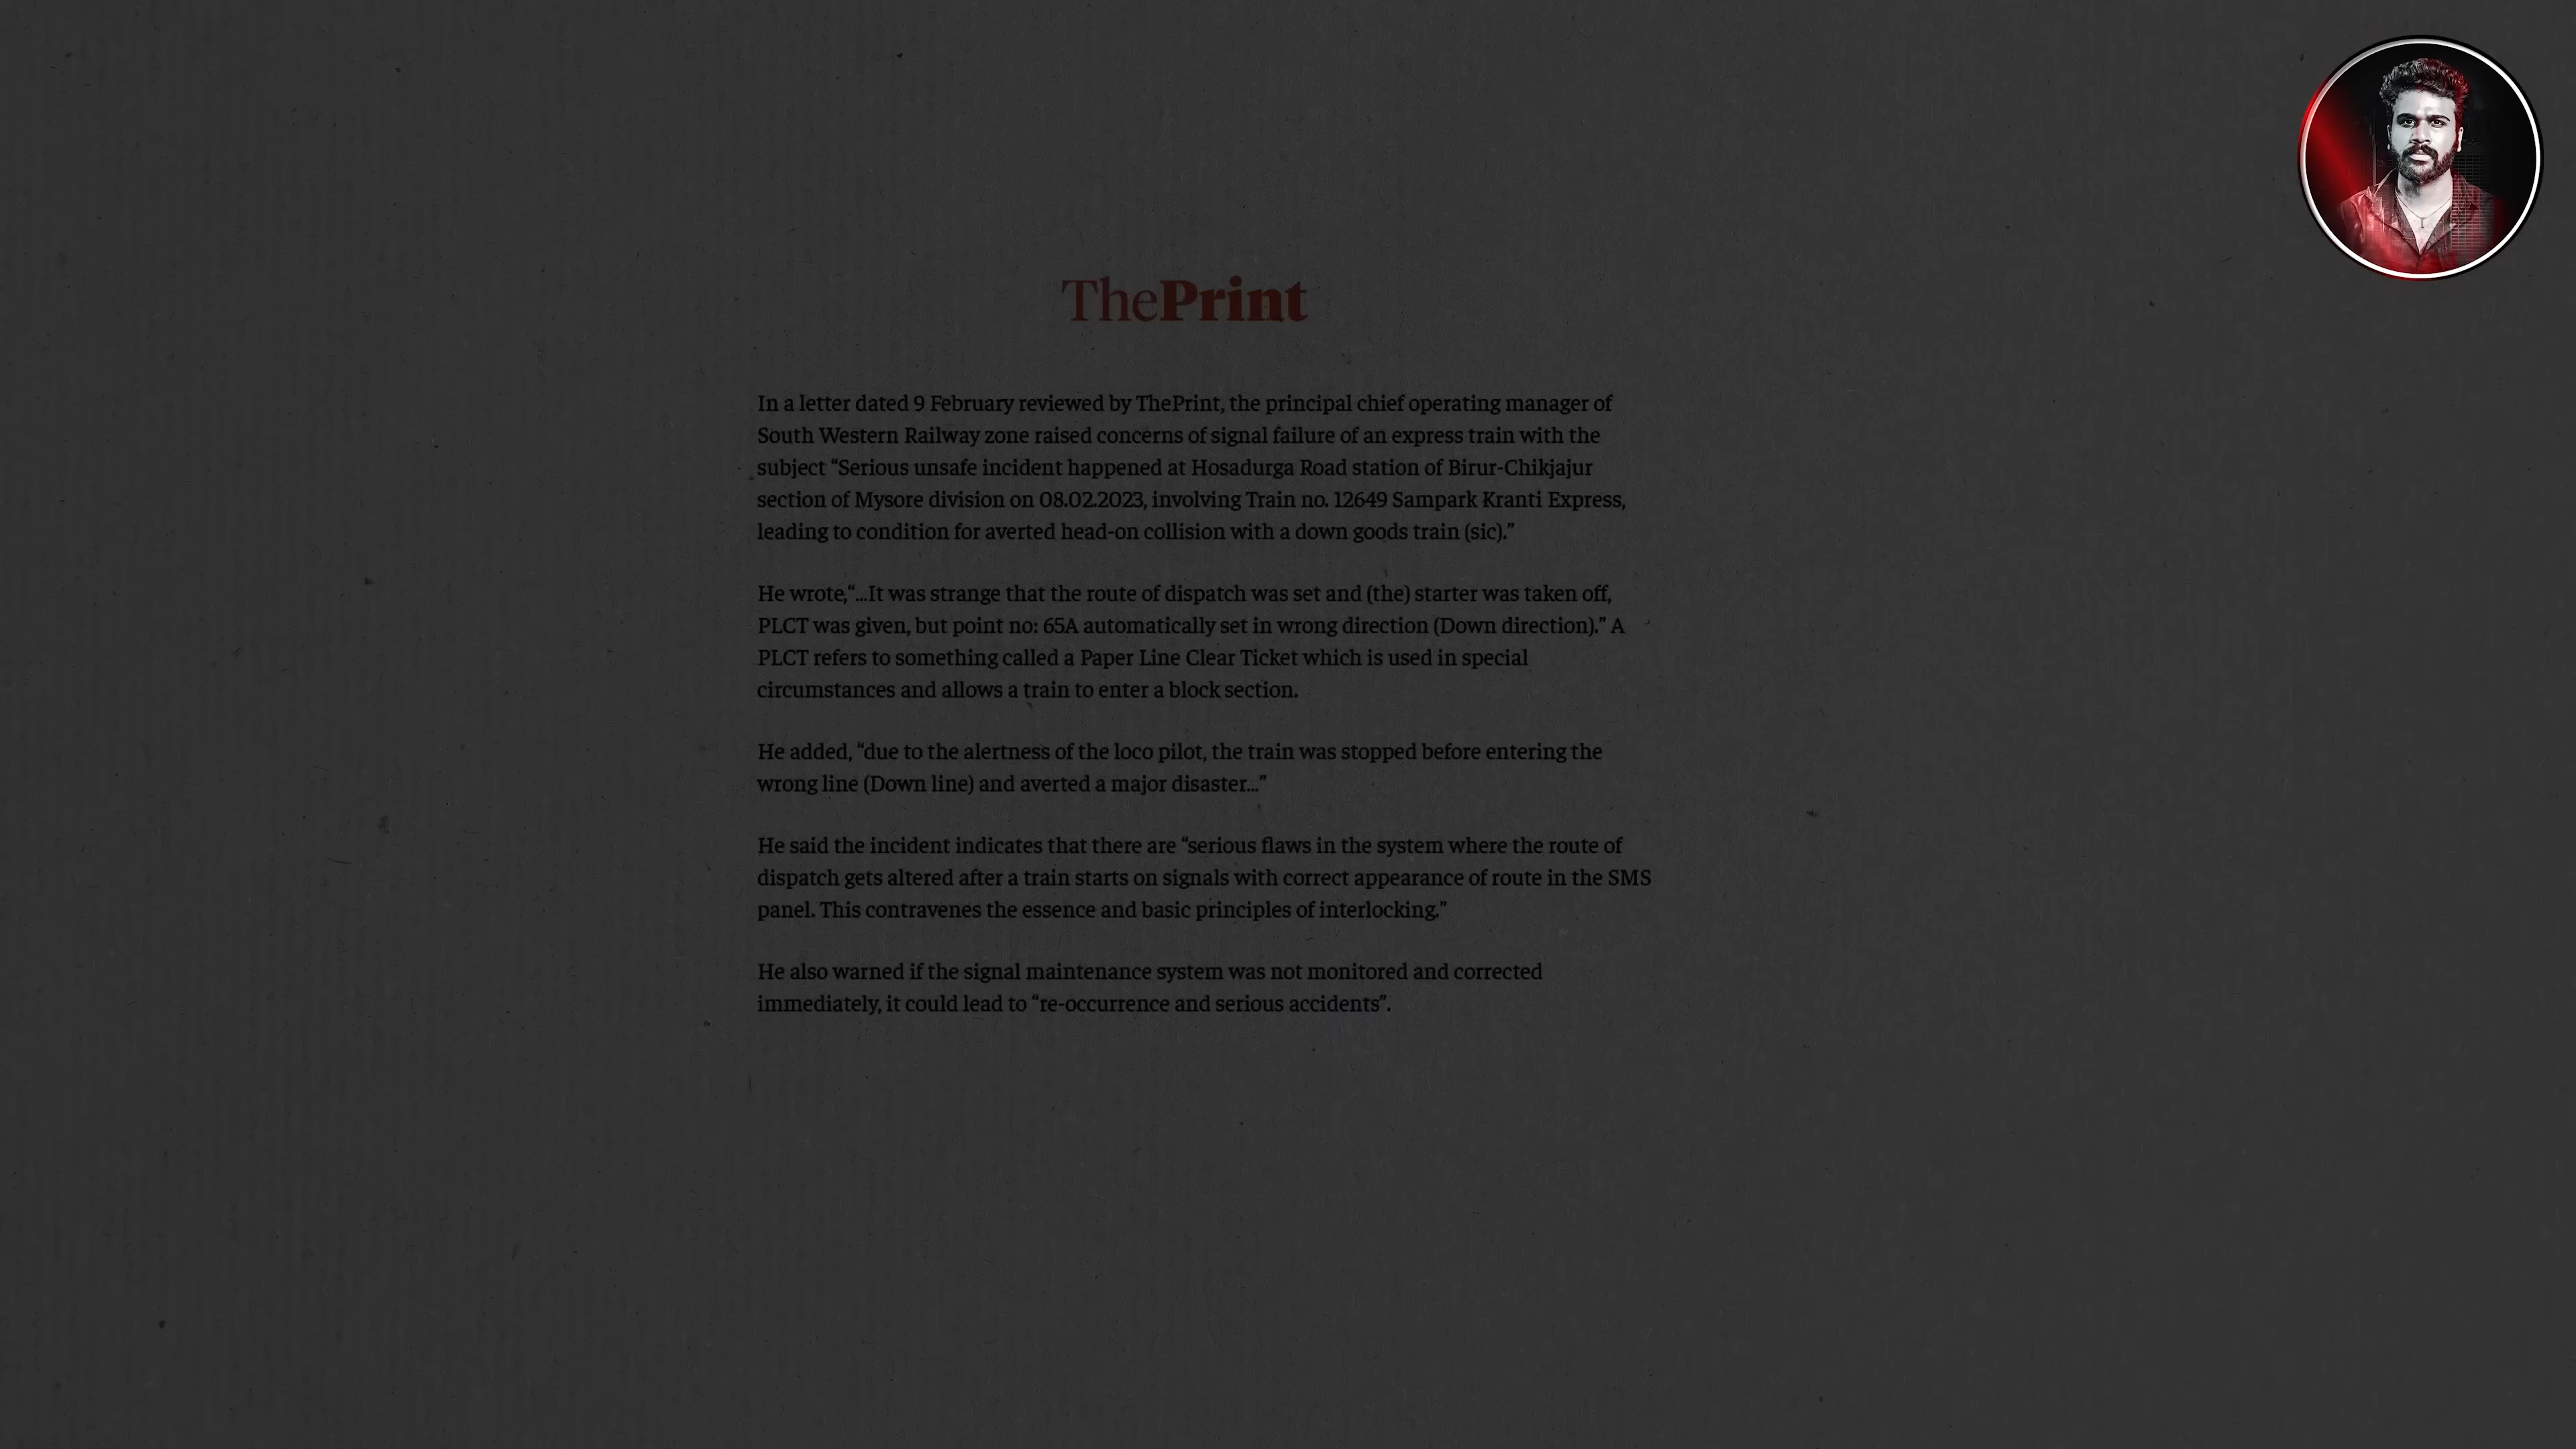 ThePrint
In a letter dated 9 February reviewed by ThePrint, the principal chief operating manager of
South Western Railway zone raised concerns of signal failure of an express train with the
subject “Serious unsafe incident happened at Hosadurga Road station of Birur-Chikjajur
section of Mysore division on 08.02.2023, involving Train no. 12649 Sampark Kranti Express,
leading to condition for averted head-on collision with a down goods train (sic).”
He wrote,“...It was strange that the route of dispatch was set and (the) starter was taken off,
PLCT was given, but point no: 65A automatically set in wrong direction (Down direction).” A
PLCT refers to something called a Paper Line Clear Ticket which is used in special
circumstances and allows a train to enter a block section.
He added, “due to the alertness of the loco pilot, the train was stopped before entering the
wrong line (Down line) and averted a major disaster...”
He said the incident indicates that there are “serious flaws in the system where the route of
dispatch gets altered after a train starts on signals with correct appearance of route in the SMS
panel. This contravenes the essence and basic principles of interlocking.”
He also warned if the signal maintenance system was not monitored and corrected
immediately, it could lead to “re-occurrence and serious accidents”.